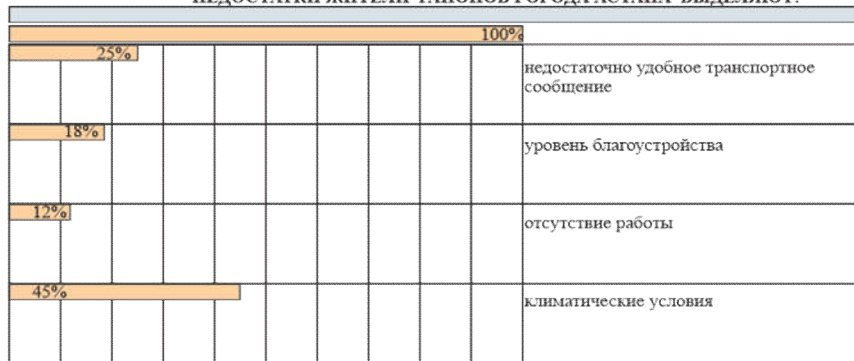 100%
25%
недостаточно удобное транспортное
сообщение
18%
уровень благоустройства
12%
отсутствие работы
45%
климатические условия